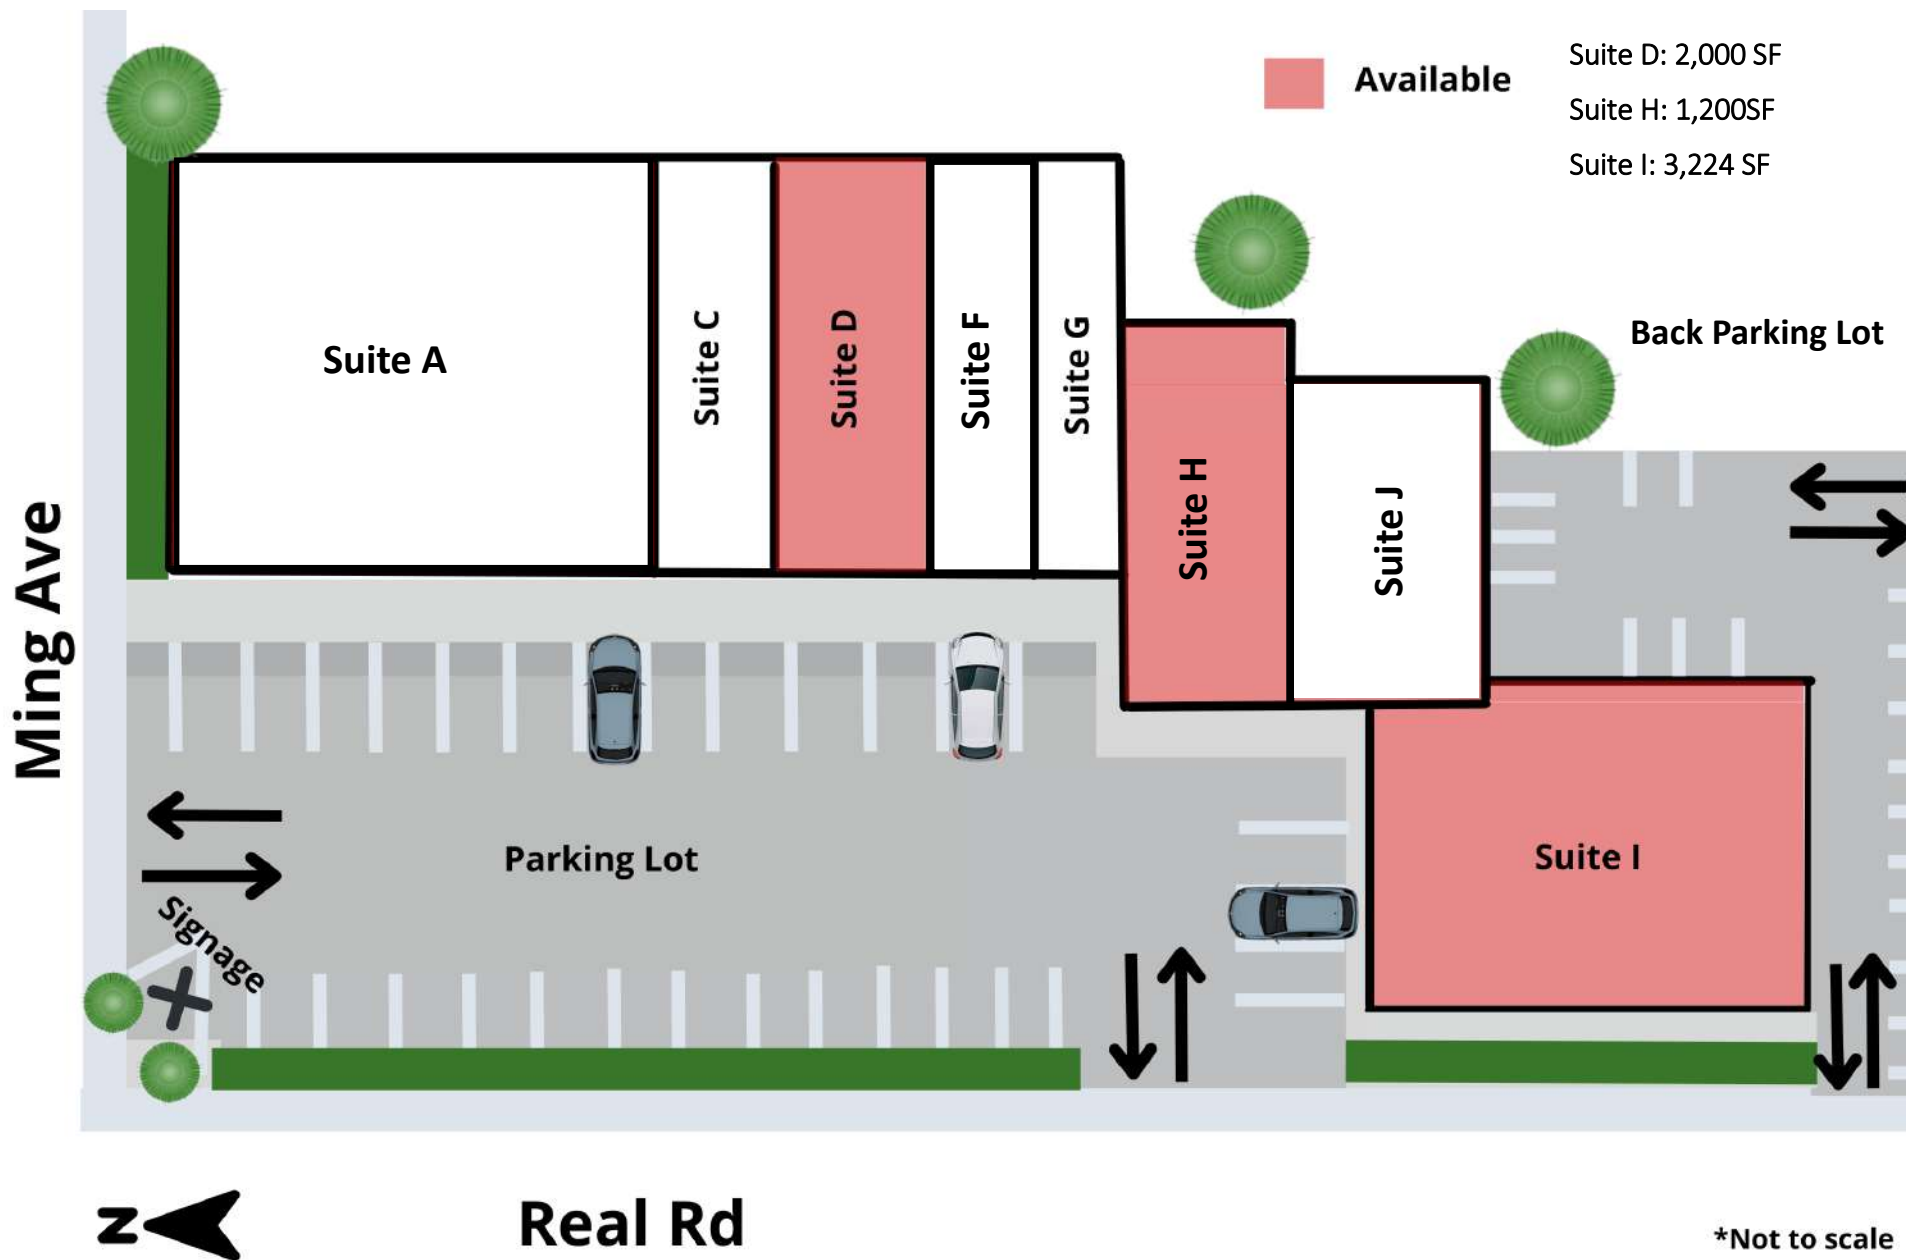 Available
Suite D: 2,000 SF
Suite H: 1,200SF
Suite I: 3,224 SF
Suite A
Suite C
Suite D
Suite F
Suite G
Suite H
Suite J
Back Parking Lot
Ming Ave
Parking Lot
Suite I
Signage
N
Real Rd
*Not to scale